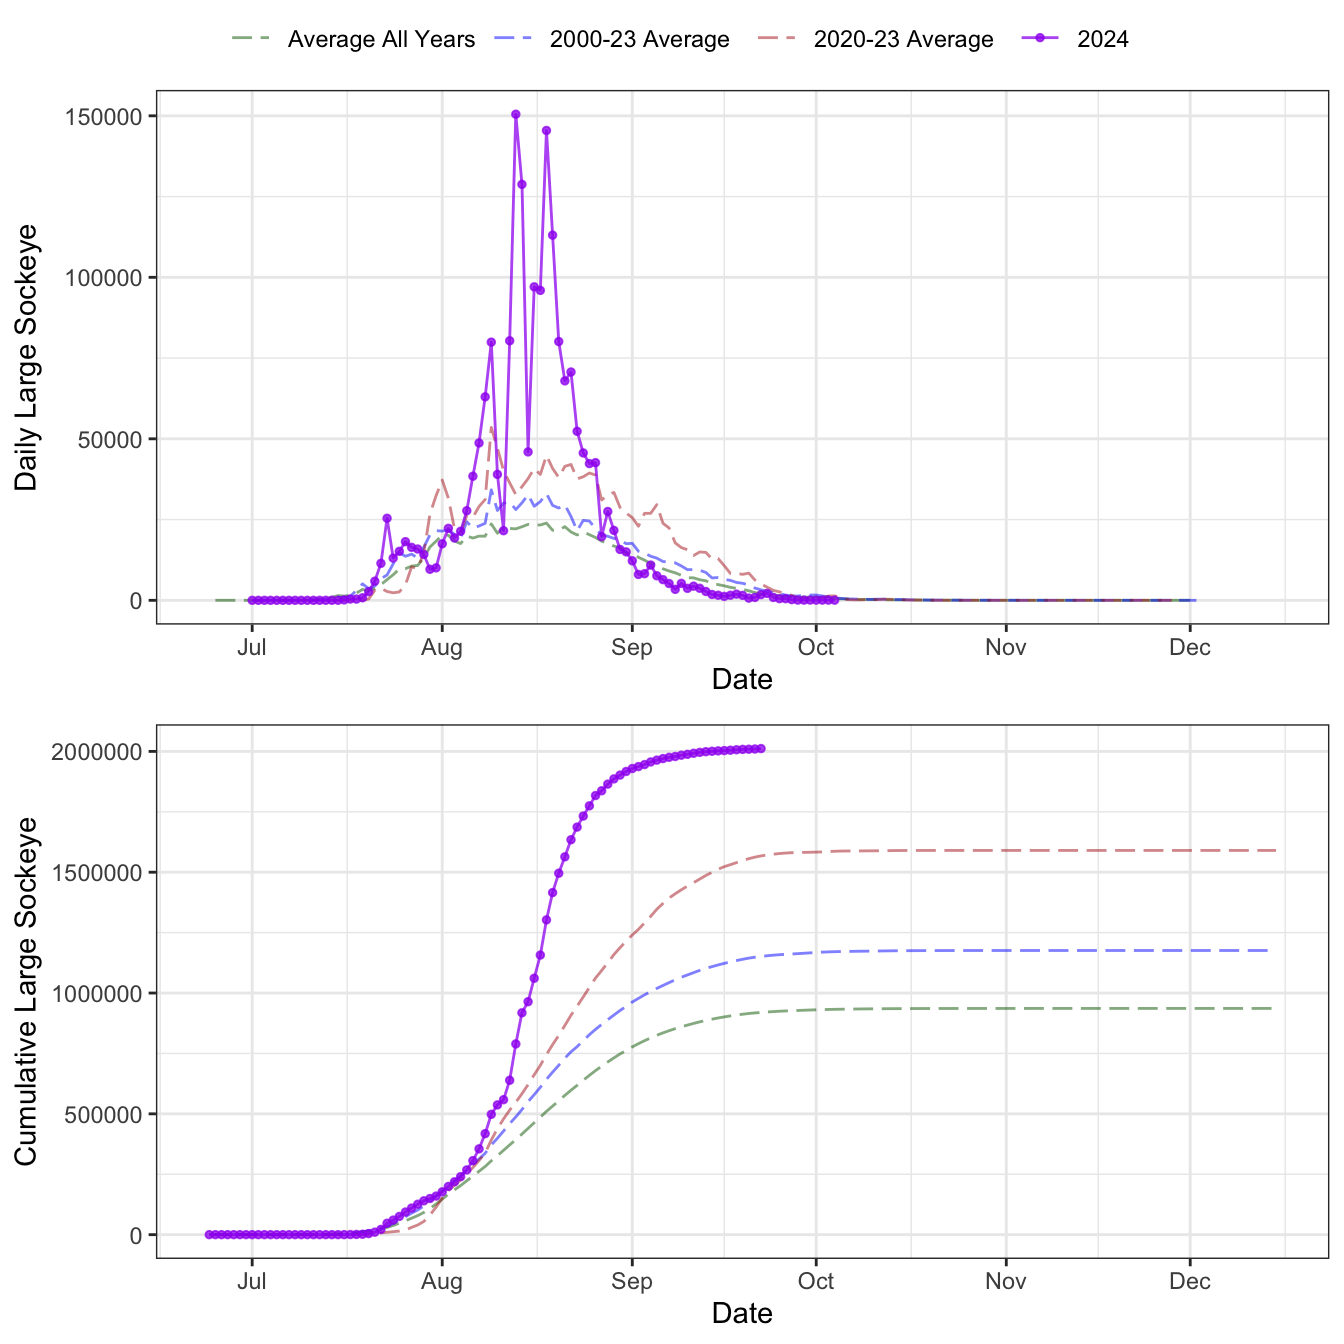 Average All Years 2000-23 Average 2020-23 Average 2024
150000
100000
50000
0
Daily Large Sockeye
Jul Aug Sep Oct Nov Dec
Date
2000000
1500000
1000000
500000
0
Cumulative Large Sockeye
Jul Aug Sep Oct Nov Dec
Date